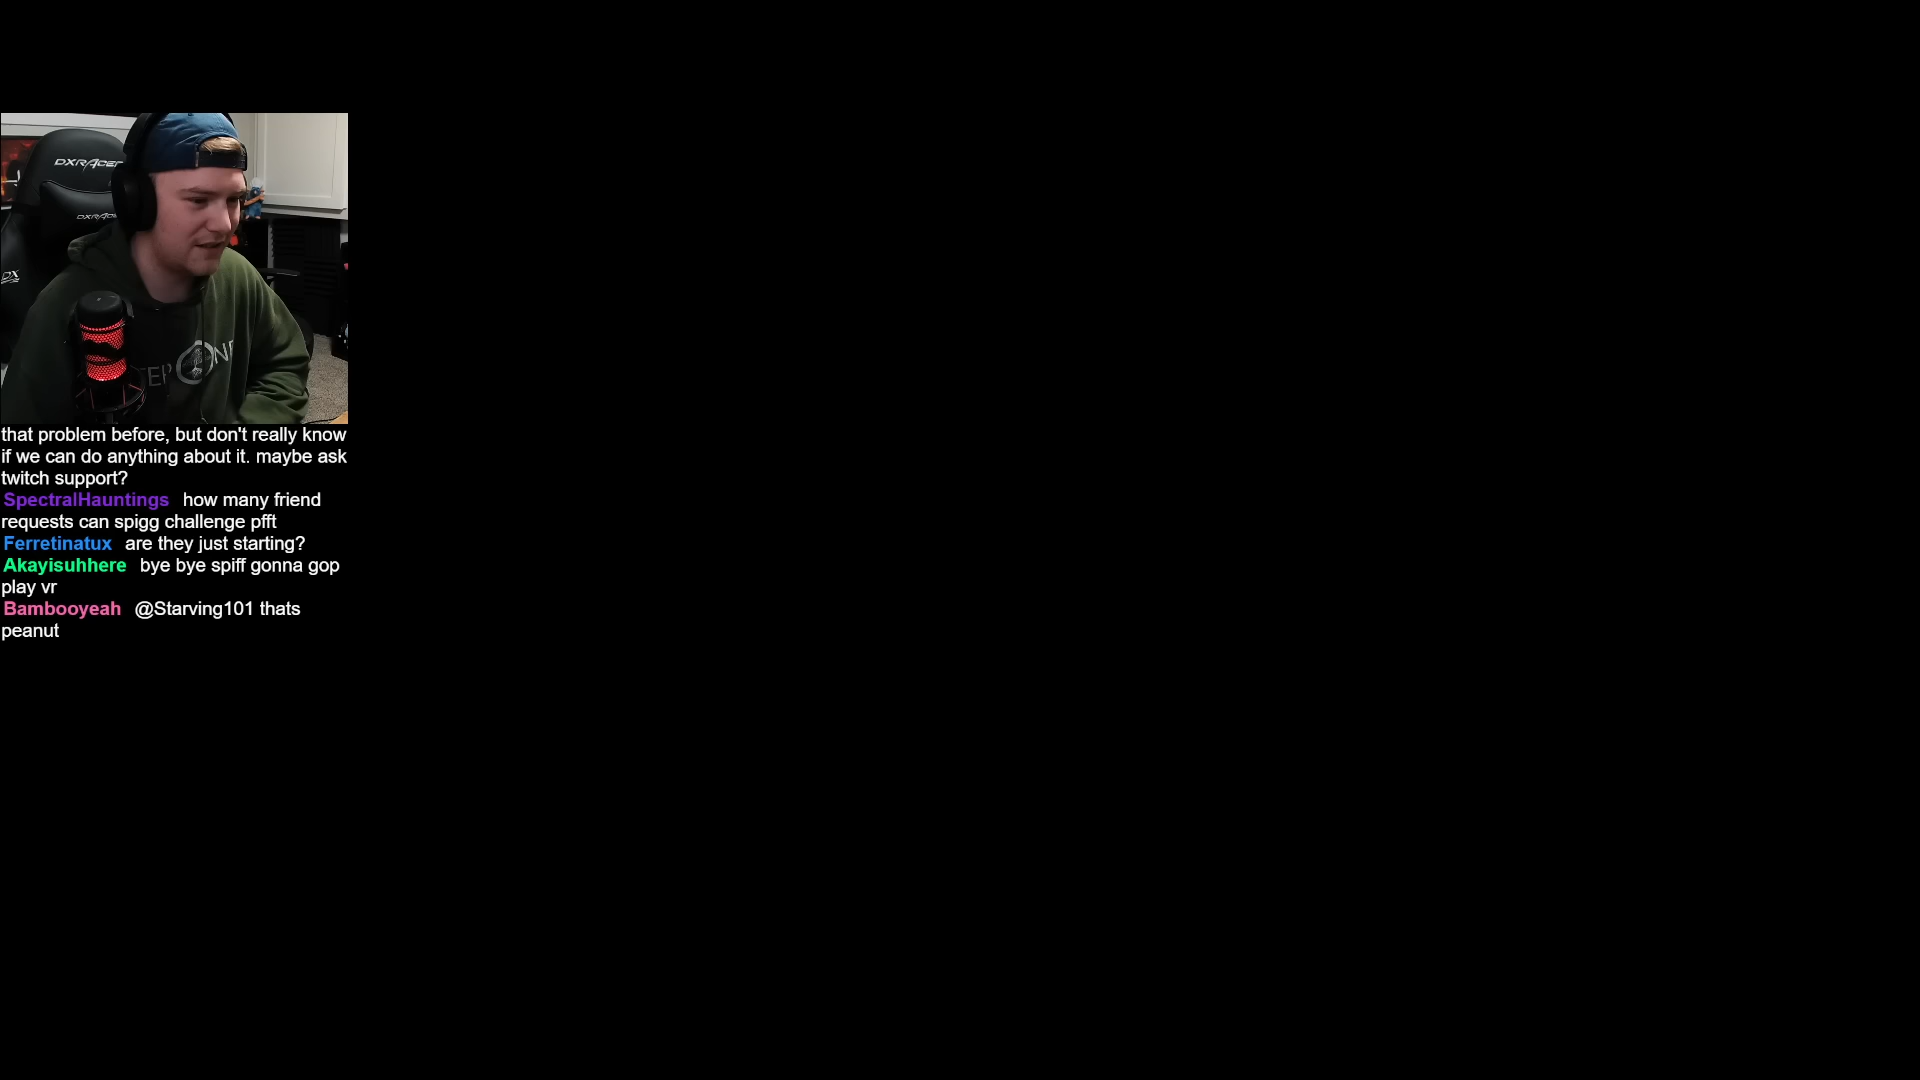 DXRACER
DXRA
DX
that problem before, but don't really know
if we can do anything about it. maybe ask
twitch support?
SpectralHauntings how many friend
requests can spigg challenge pfft
Ferretinatux are they just starting?
Akayisuhhere bye bye spiff gonna gop
play vr
Bambooyeah @Starving101 thats
peanut